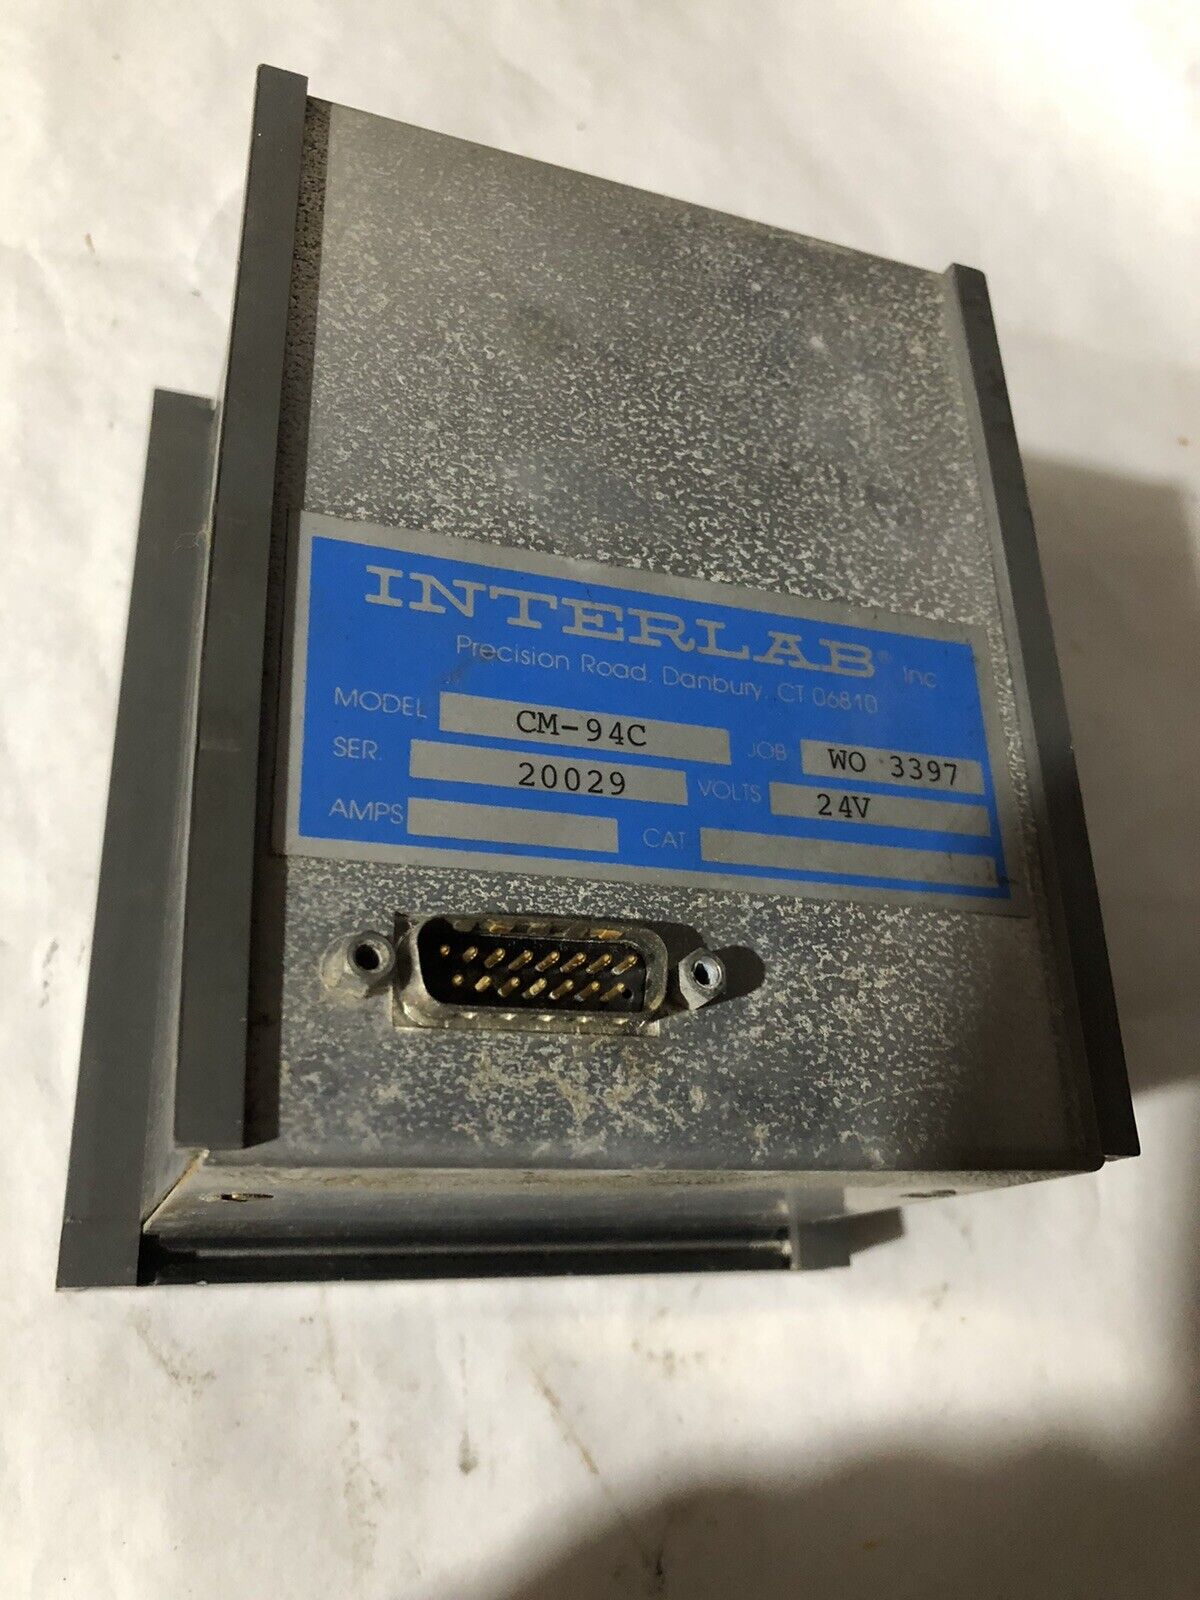 INTERLAB® Inc
Precision Road, Danbury, CT 06810
MODEL CM-94C JOB WO 3397
SER. 20029 VOLTS 24V
AMPS CAT